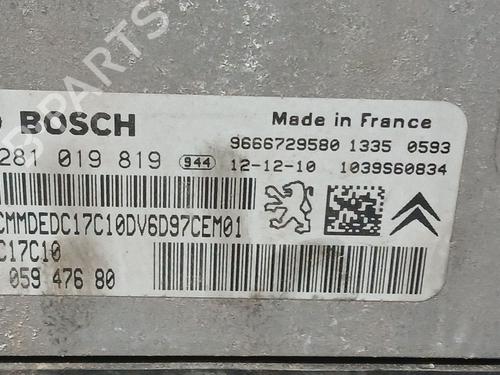 BOSCH
Made in France
281 019 819 944
9666729580 1335 0593
12-12-10 1039S60834
CMMDEDC17C10DV6D97CEM01
C17C10
059 476 80
PARTS